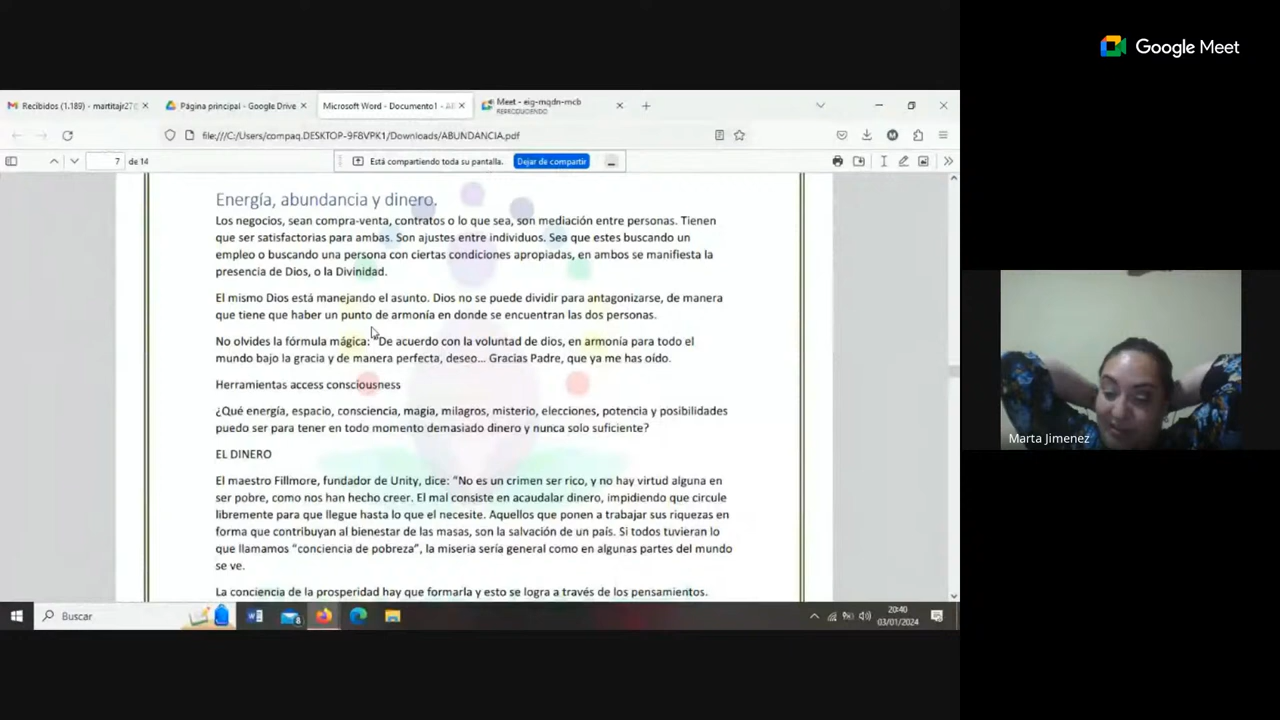 Google Meet
Recibidos (1.189) - martitajr27@
Página principal - Google Drive
Microsoft Word - Documento1 - AB
Meet - eig-mqdn-mcb
REPRODUCIENDO
file:///C:/Users/compaq.DESKTOP-9F8VPK1/Downloads/ABUNDANCIA.pdf
7 de 14
Está compartiendo toda su pantalla.
Dejar de compartir
Energía, abundancia y dinero.
Los negocios, sean compra-venta, contratos o lo que sea, son mediación entre personas. Tienen
que ser satisfactorias para ambas. Son ajustes entre individuos. Sea que estes buscando un
empleo o buscando una persona con ciertas condiciones apropiadas, en ambos se manifiesta la
presencia de Dios, o la Divinidad.
El mismo Dios está manejando el asunto. Dios no se puede dividir para antagonizarse, de manera
que tiene que haber un punto de armonía en donde se encuentran las dos personas.
No olvides la fórmula mágica: "De acuerdo con la voluntad de dios, en armonía para todo el
mundo bajo la gracia y de manera perfecta, deseo... Gracias Padre, que ya me has oído.
Herramientas access consciousness
¿Qué energía, espacio, consciencia, magia, milagros, misterio, elecciones, potencia y posibilidades
puedo ser para tener en todo momento demasiado dinero y nunca solo suficiente?
EL DINERO
El maestro Fillmore, fundador de Unity, dice: "No es un crimen ser rico, y no hay virtud alguna en
ser pobre, como nos han hecho creer. El mal consiste en acaudalar dinero, impidiendo que circule
libremente para que llegue hasta lo que el necesite. Aquellos que ponen a trabajar sus riquezas en
forma que contribuyan al bienestar de las masas, son la salvación de un país. Si todos tuvieran lo
que llamamos "conciencia de pobreza", la miseria sería general como en algunas partes del mundo
se ve.
La conciencia de la prosperidad hay que formarla y esto se logra a través de los pensamientos.
Marta Jimenez
Buscar
8
20:40
03/01/2024